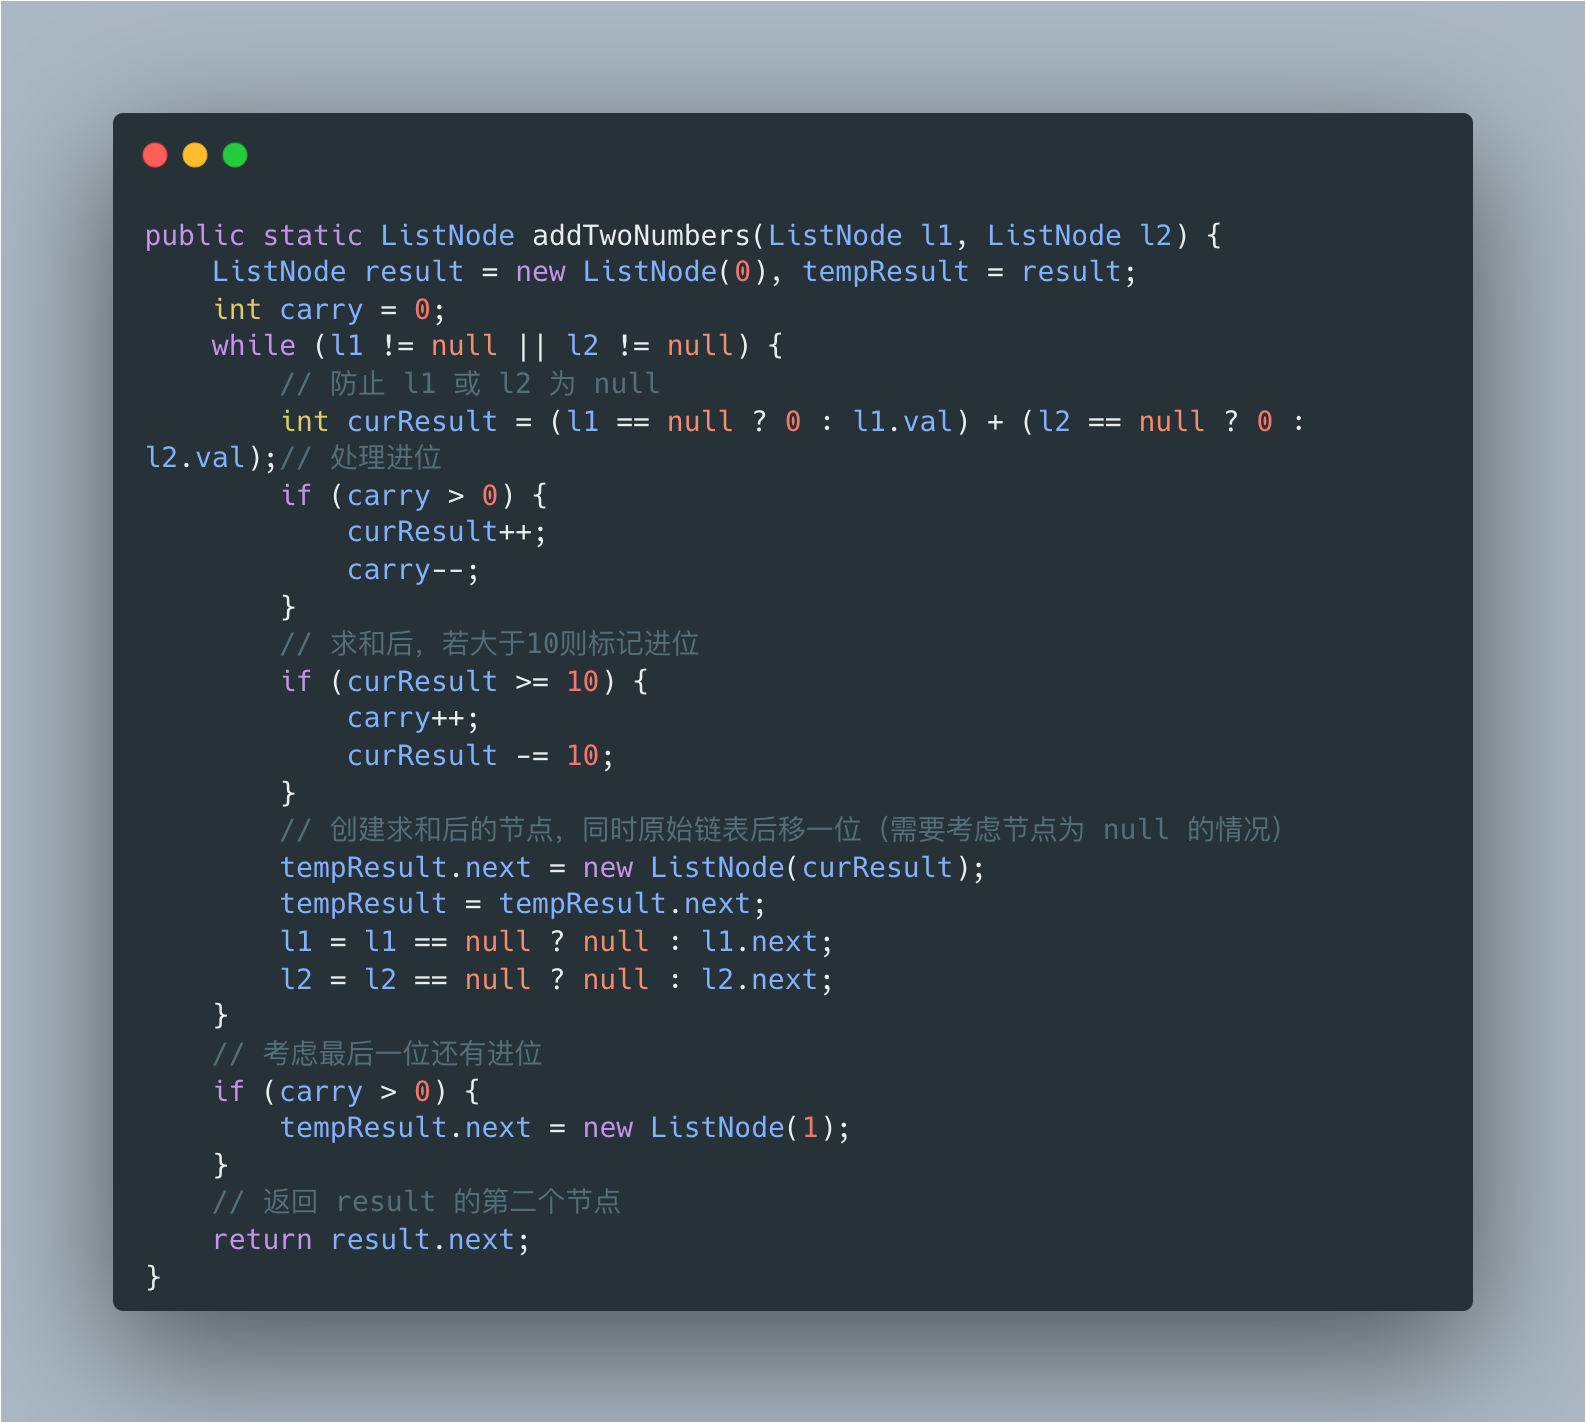 public static ListNode addTwoNumbers(ListNode l1, ListNode l2) {
    ListNode result = new ListNode(0), tempResult = result;
    int carry = 0;
    while (l1 != null || l2 != null) {
        // 防止 l1 或 l2 为 null
        int curResult = (l1 == null ? 0 : l1.val) + (l2 == null ? 0 :
l2.val);// 处理进位
        if (carry > 0) {
            curResult++;
            carry--;
        }
        // 求和后，若大于10则标记进位
        if (curResult >= 10) {
            carry++;
            curResult -= 10;
        }
        // 创建求和后的节点，同时原始链表后移一位（需要考虑节点为 null 的情况）
        tempResult.next = new ListNode(curResult);
        tempResult = tempResult.next;
        l1 = l1 == null ? null : l1.next;
        l2 = l2 == null ? null : l2.next;
    }
    // 考虑最后一位还有进位
    if (carry > 0) {
        tempResult.next = new ListNode(1);
    }
    // 返回 result 的第二个节点
    return result.next;
}